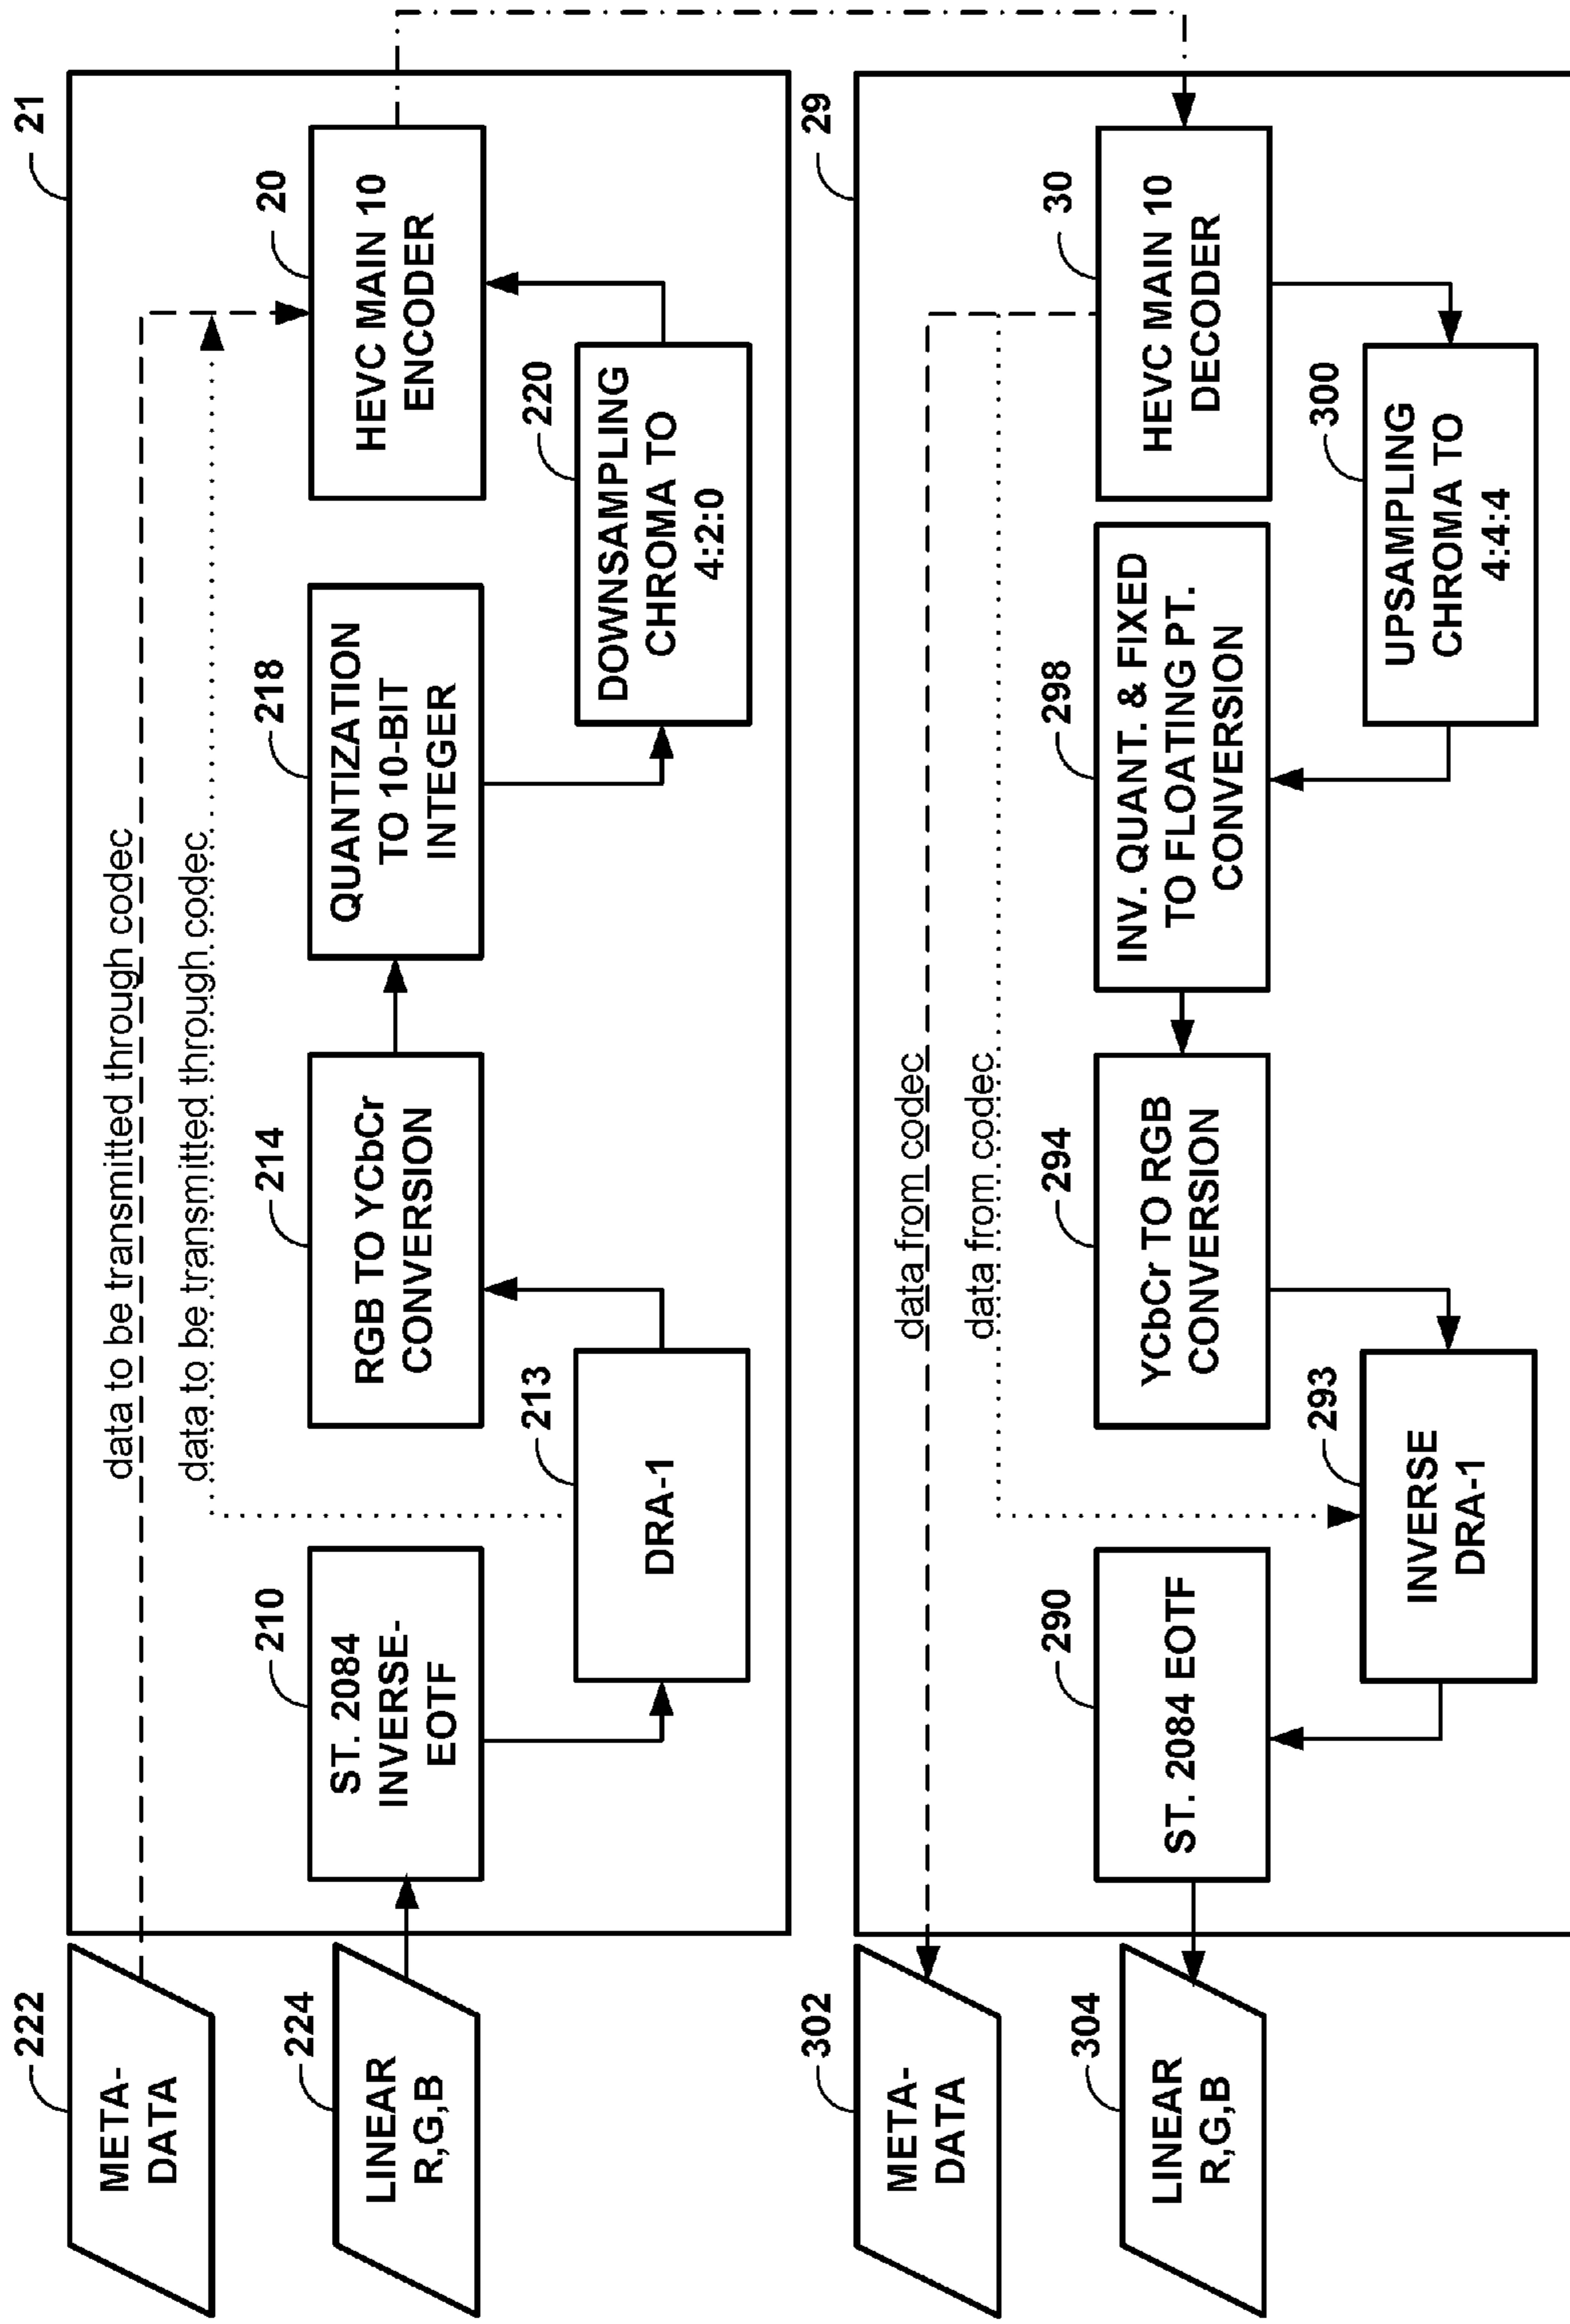 21
222
META-
DATA
data to be transmitted through codec
data to be transmitted through codec
224
LINEAR
R,G,B
210
ST. 2084
INVERSE-
EOTF
213
DRA-1
214
RGB TO YCbCr
CONVERSION
218
QUANTIZATION
TO 10-BIT
INTEGER
220
DOWNSAMPLING
CHROMA TO
4:2:0
20
HEVC MAIN 10
ENCODER
29
302
META-
DATA
data from codec
data from codec
304
LINEAR
R,G,B
290
ST. 2084 EOTF
293
INVERSE
DRA-1
294
YCbCr TO RGB
CONVERSION
298
INV. QUANT. & FIXED
TO FLOATING PT.
CONVERSION
300
UPSAMPLING
CHROMA TO
4:4:4
30
HEVC MAIN 10
DECODER